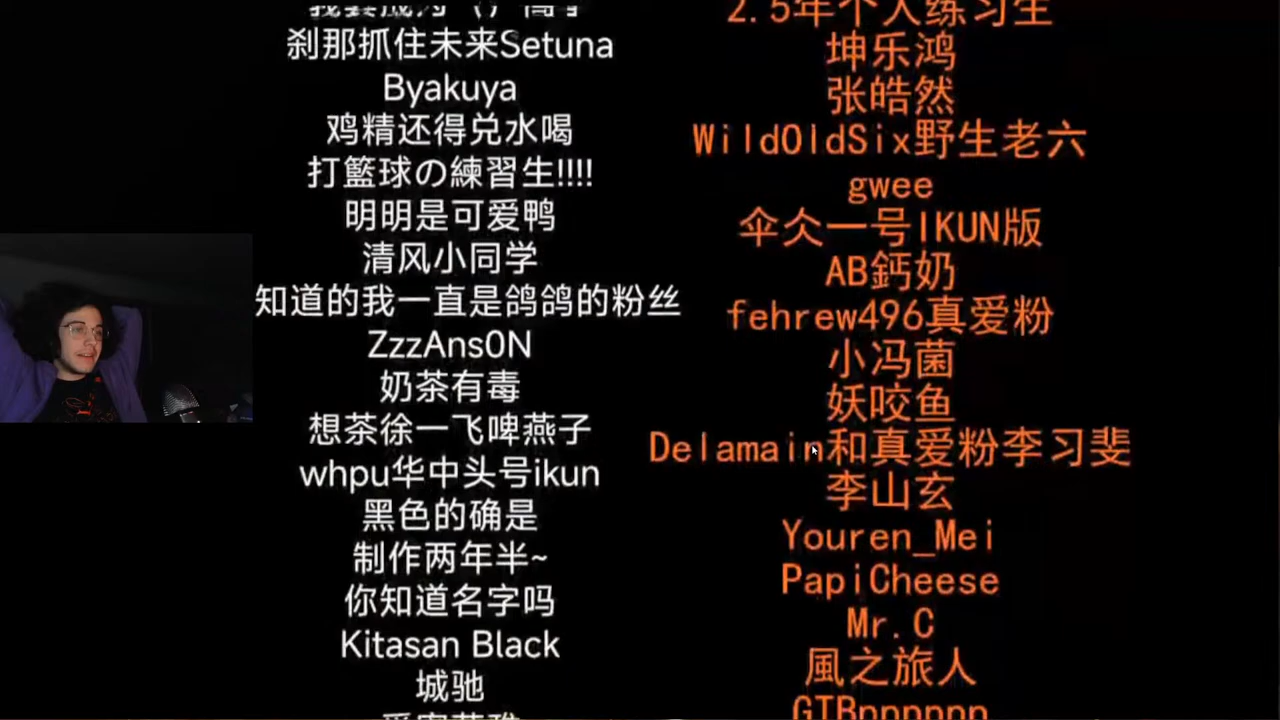 刹那抓住未来Setuna
Byakuya
鸡精还得兑水喝
打籃球の練習生!!!!
明明是可爱鸭
清风小同学
知道的我一直是鸽鸽的粉丝
ZzzAns0N
奶茶有毒
想茶徐一飞啤燕子
whpu华中头号ikun
黑色的确是
制作两年半~
你知道名字吗
Kitasan Black
城驰
2.5年个人练习生
坤乐鸿
张皓然
WildOldSix野生老六
gwee
伞仌一号IKUN版
AB鈣奶
fehrew496真爱粉
小冯菌
妖咬鱼
Delamain和真爱粉李习斐
李山玄
Youren_Mei
PapiCheese
Mr.C
風之旅人
GTBnnnnnn